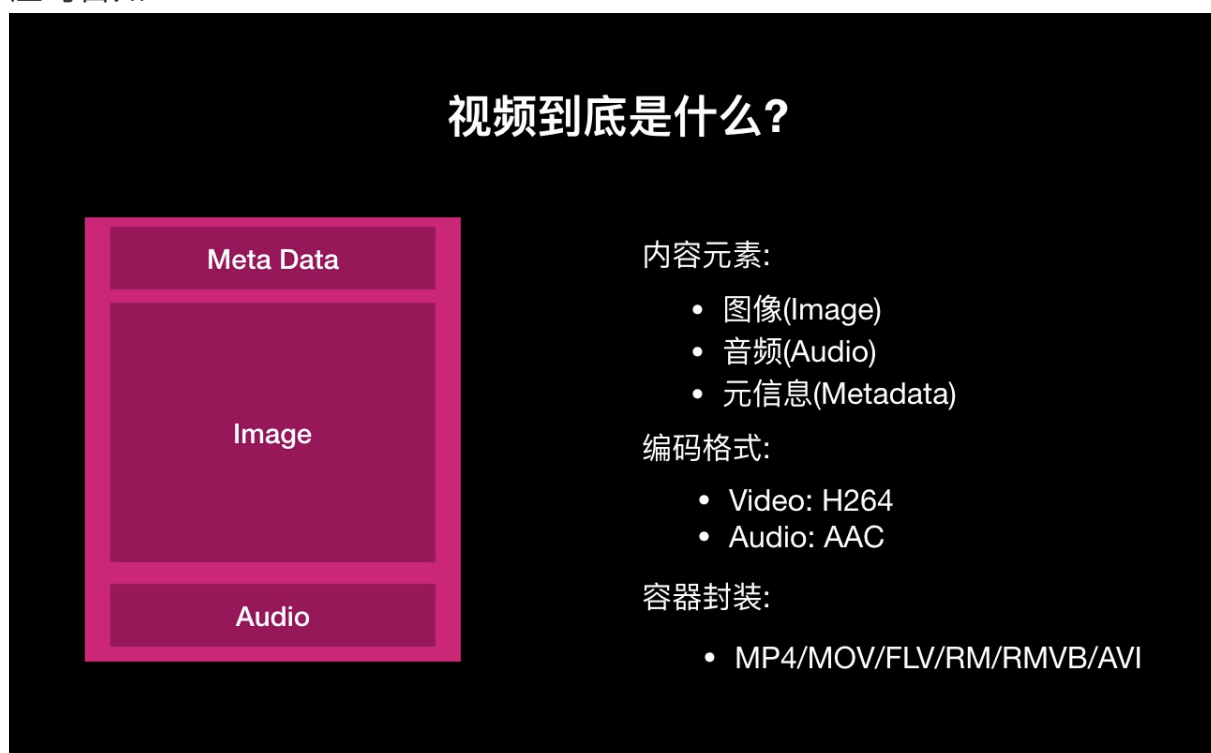 视频到底是什么?
Meta Data
Image
Audio
内容元素:
• 图像(Image)
• 音频(Audio)
• 元信息(Metadata)
编码格式:
• Video: H264
• Audio: AAC
容器封装:
• MP4/MOV/FLV/RM/RMVB/AVI